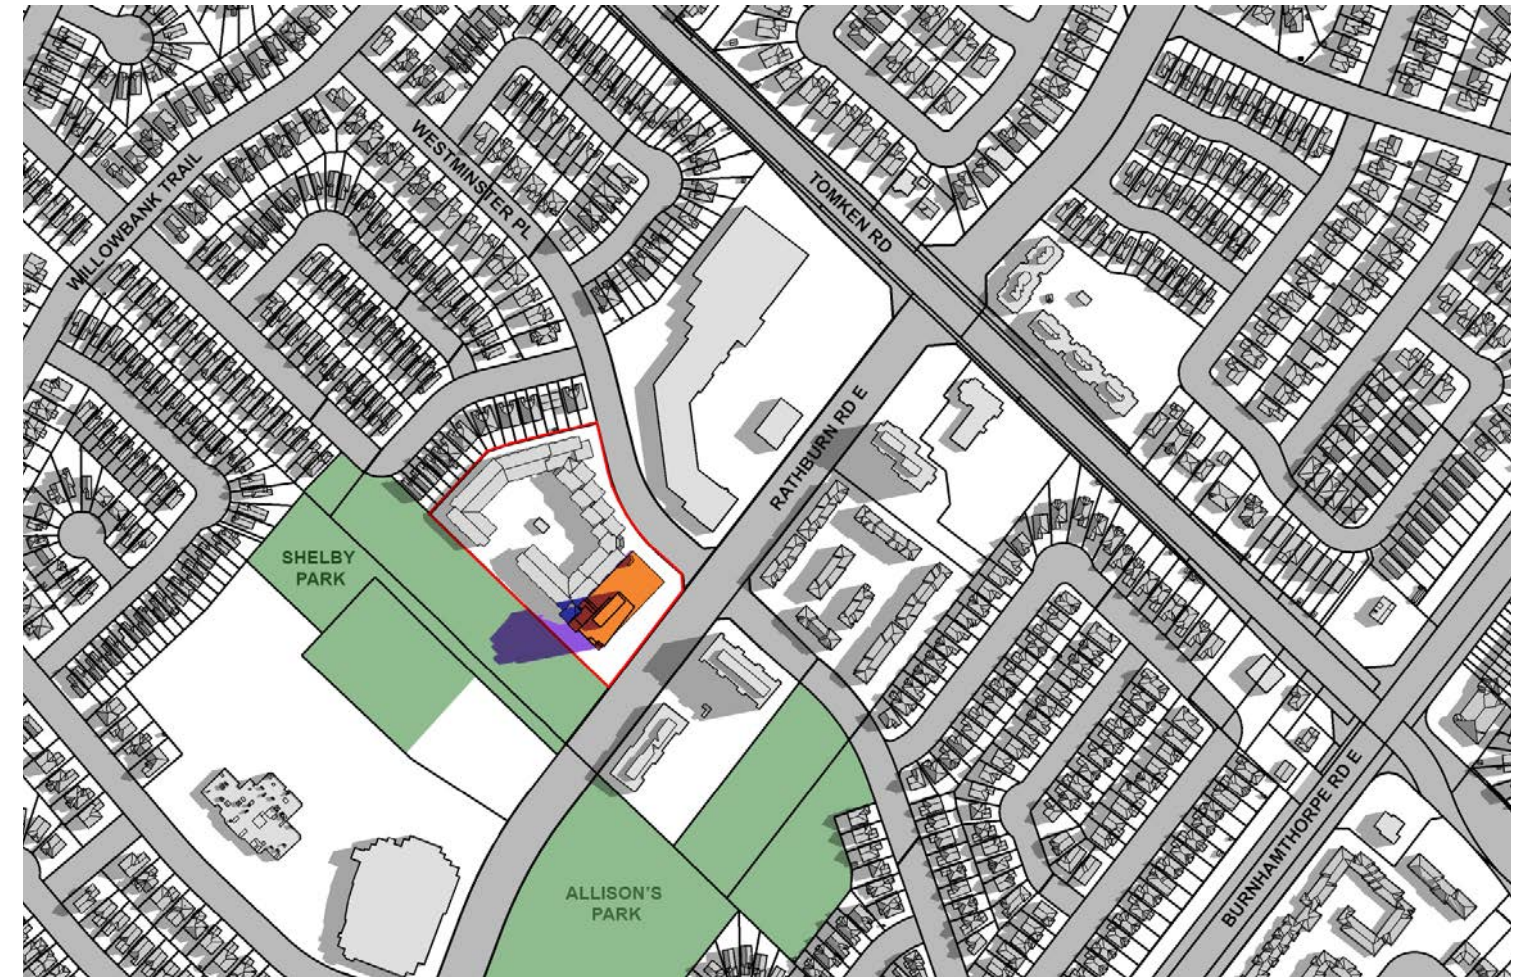 WESTMINSTER PL
WILLOWBANK TRAIL
TOMKEN RD
RATHBURN RD E
SHELBY
PARK
BURNHAMTHORPE RD E
ALLISON'S
PARK